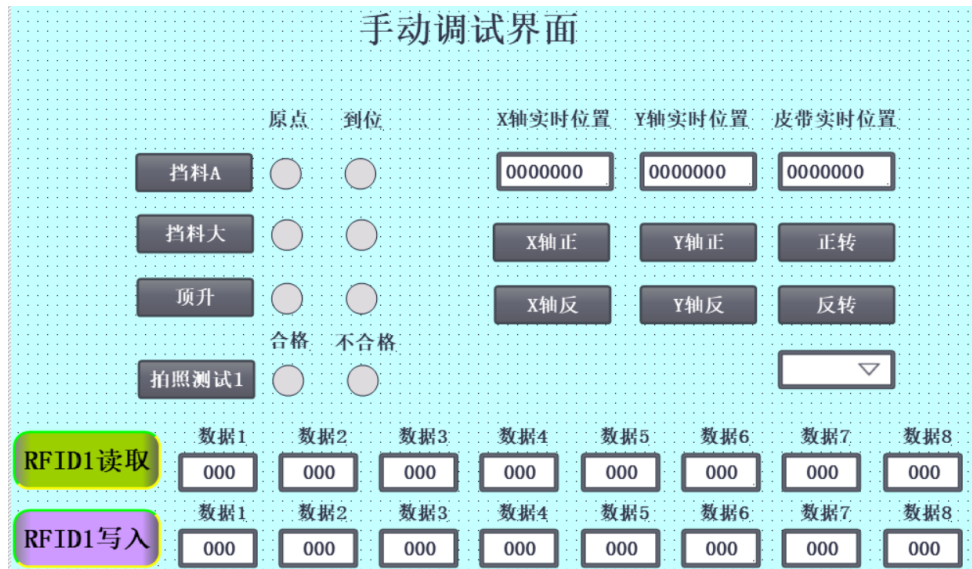 手动调试界面
原点 到位 X轴实时位置 Y轴实时位置 皮带实时位置
挡料A 0000000 0000000 0000000
挡料大 X轴正 Y轴正 正转
顶升 X轴反 Y轴反 反转
合格 不合格
拍照测试1
数据1 数据2 数据3 数据4 数据5 数据6 数据7 数据8
RFID1读取 000 000 000 000 000 000 000 000
数据1 数据2 数据3 数据4 数据5 数据6 数据7 数据8
RFID1写入 000 000 000 000 000 000 000 000